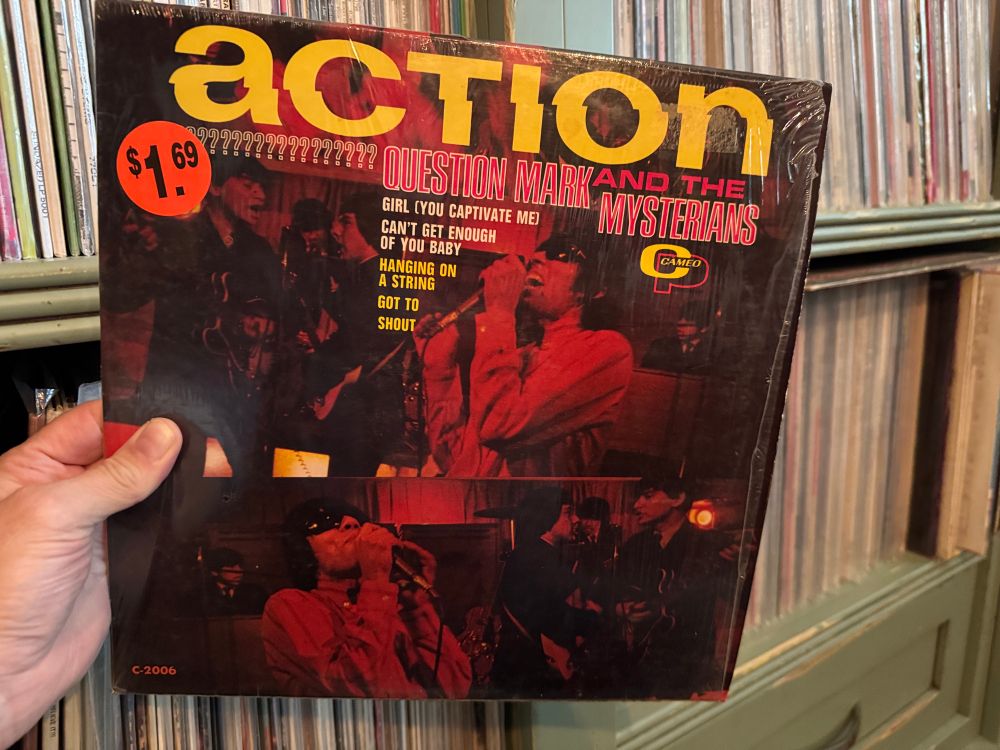 action
$1.69
????????????????
QUESTION MARK AND THE
MYSTERIANS
GIRL (YOU CAPTIVATE ME)
CAN'T GET ENOUGH
OF YOU BABY
HANGING ON
A STRING
GOT TO
SHOUT
CAMEO
CP
C-2006